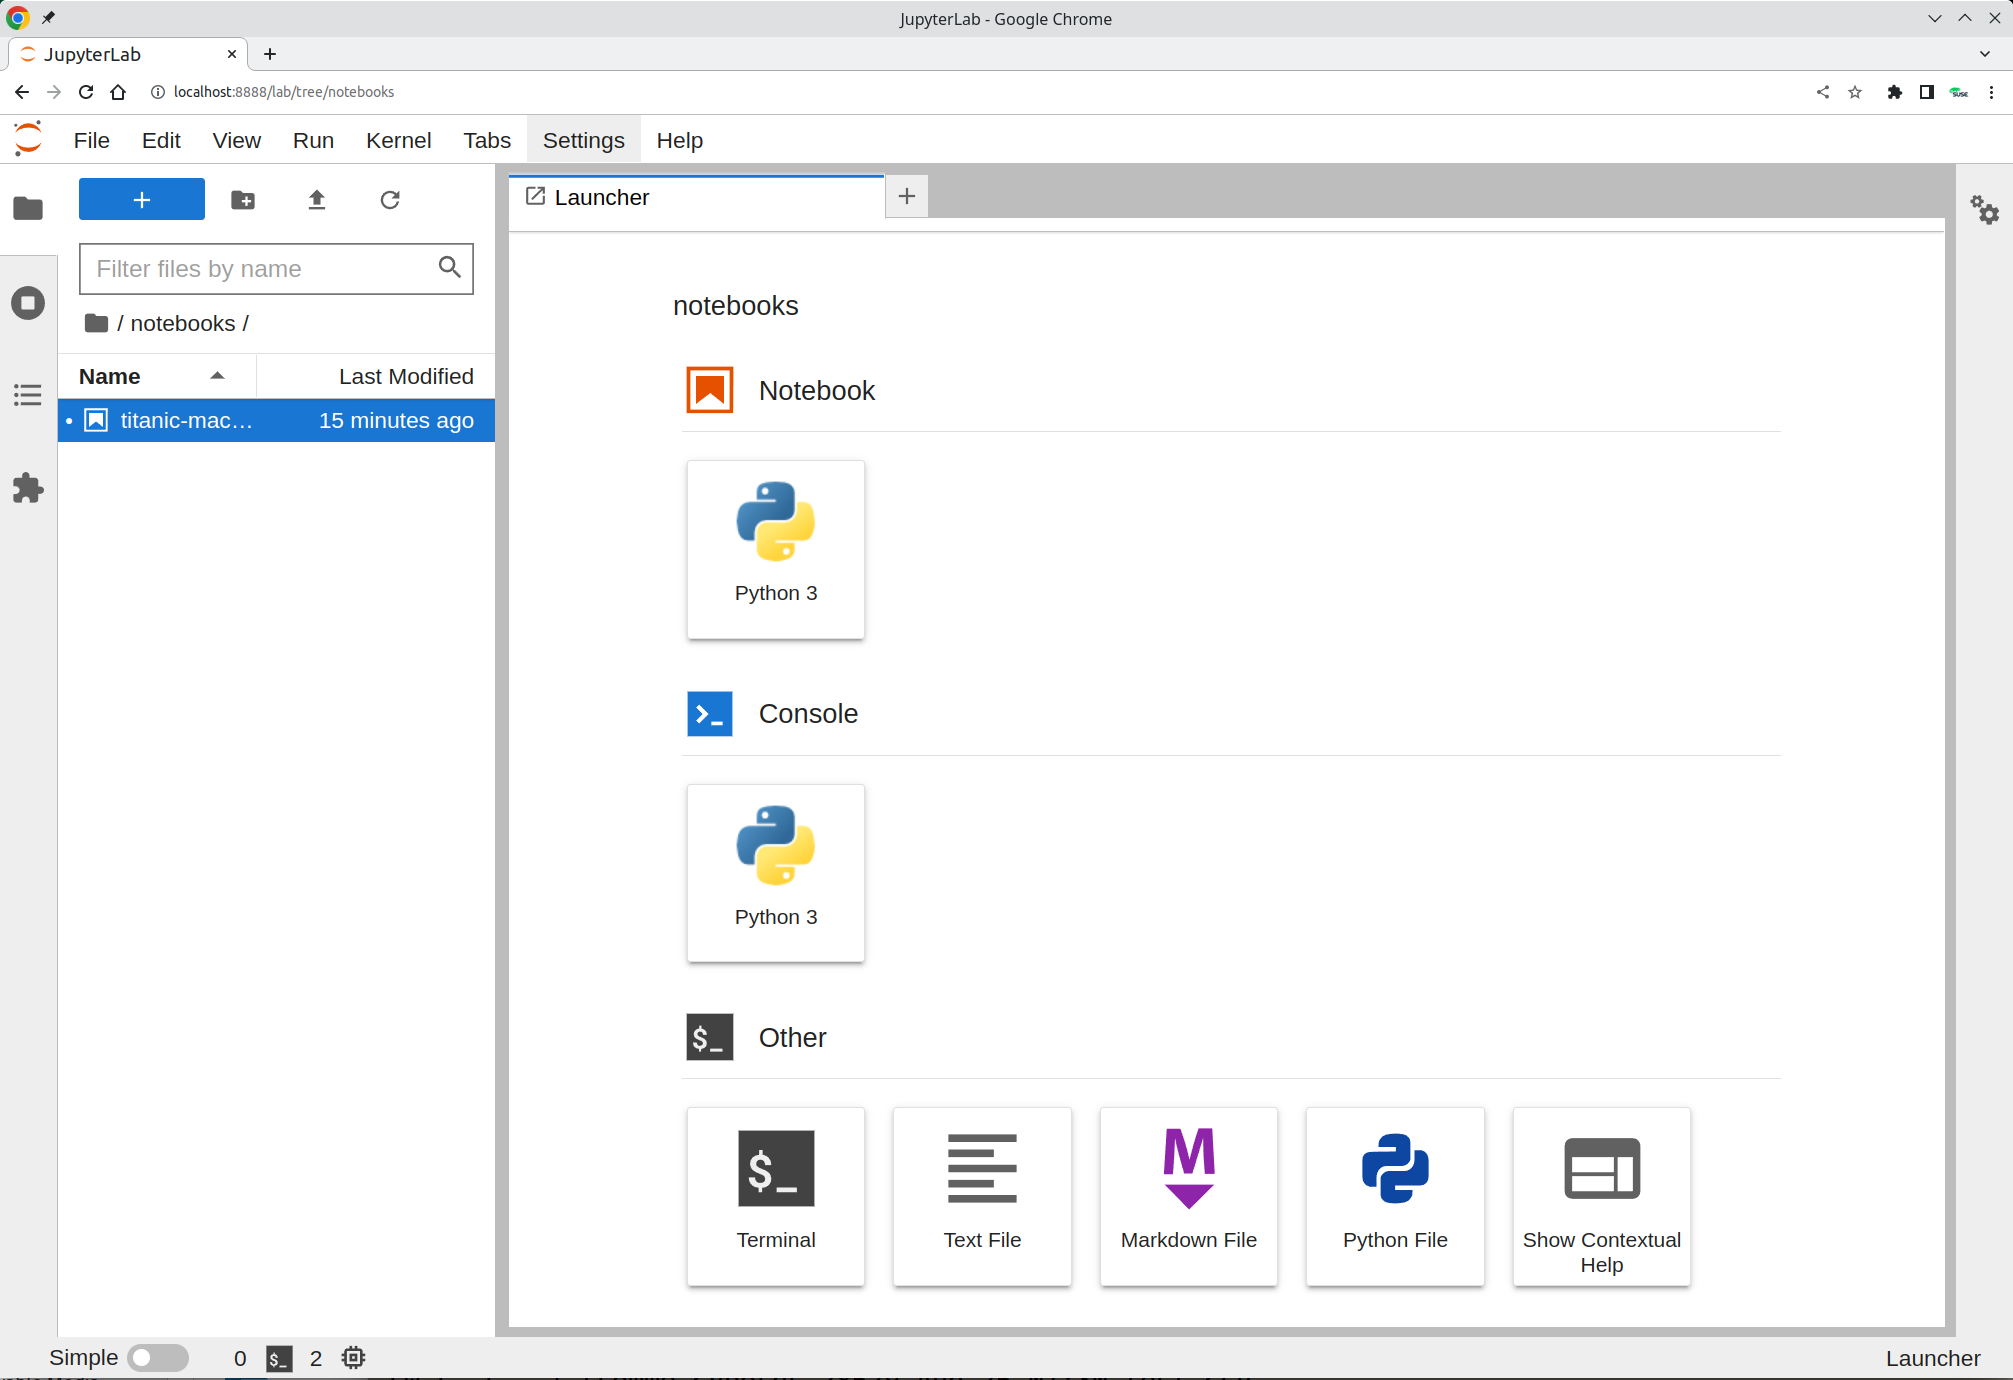 JupyterLab - Google Chrome
JupyterLab
localhost:8888/lab/tree/notebooks
SUSE
File Edit View Run Kernel Tabs Settings Help
Launcher
Filter files by name
/ notebooks /
Name Last Modified
titanic-mac… 15 minutes ago
notebooks
Notebook
Python 3
Console
Python 3
$_ Other
$_
M
Terminal
Text File
Markdown File
Python File
Show Contextual
Help
Simple 0 $_ 2 Launcher